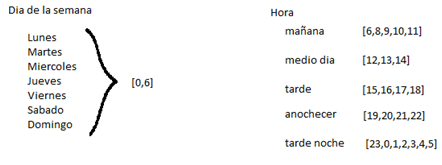 Dia de la semana
Lunes
Martes
Miercoles
Jueves
Viernes
Sabado
Domingo
[0,6]
Hora
mañana [6,8,9,10,11]
medio dia [12,13,14]
tarde [15,16,17,18]
anochecer [19,20,21,22]
tarde noche [23,0,1,2,3,4,5]